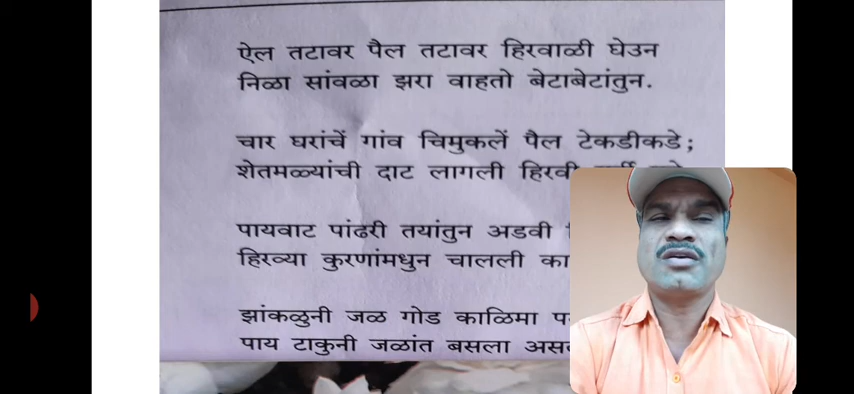 ऐल तटावर पैल तटावर हिरवाळी घेउन
निळा सांवळा झरा वाहतो बेटाबेटांतुन.
चार घरांचें गांव चिमुकलें पैल टेकडीकडे;
शेतमळ्यांची दाट लागली हिरवी
पायवाट पांढरी तयांतुन अडवी
हिरव्या कुरणांमधुन चालली
झांकळुनी जळ गोड काळिमा
पाय टाकुनी जळांत बसला